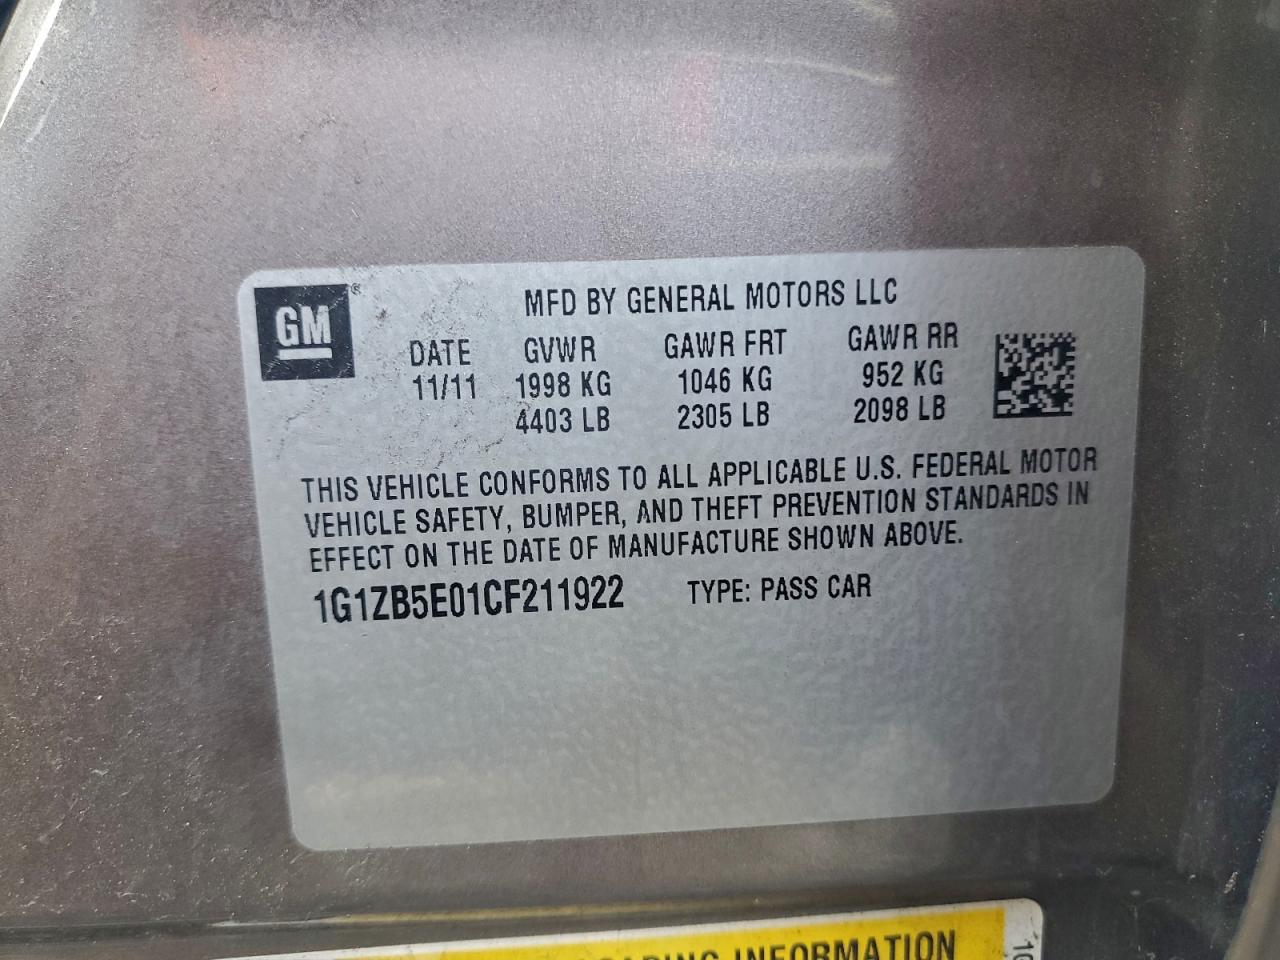 GM ®
MFD BY GENERAL MOTORS LLC
DATE GVWR GAWR FRT GAWR RR
11/11 1998 KG 1046 KG 952 KG
4403 LB 2305 LB 2098 LB
THIS VEHICLE CONFORMS TO ALL APPLICABLE U.S. FEDERAL MOTOR
VEHICLE SAFETY, BUMPER, AND THEFT PREVENTION STANDARDS IN
EFFECT ON THE DATE OF MANUFACTURE SHOWN ABOVE.
1G1ZB5E01CF211922 TYPE: PASS CAR
INFORMATION